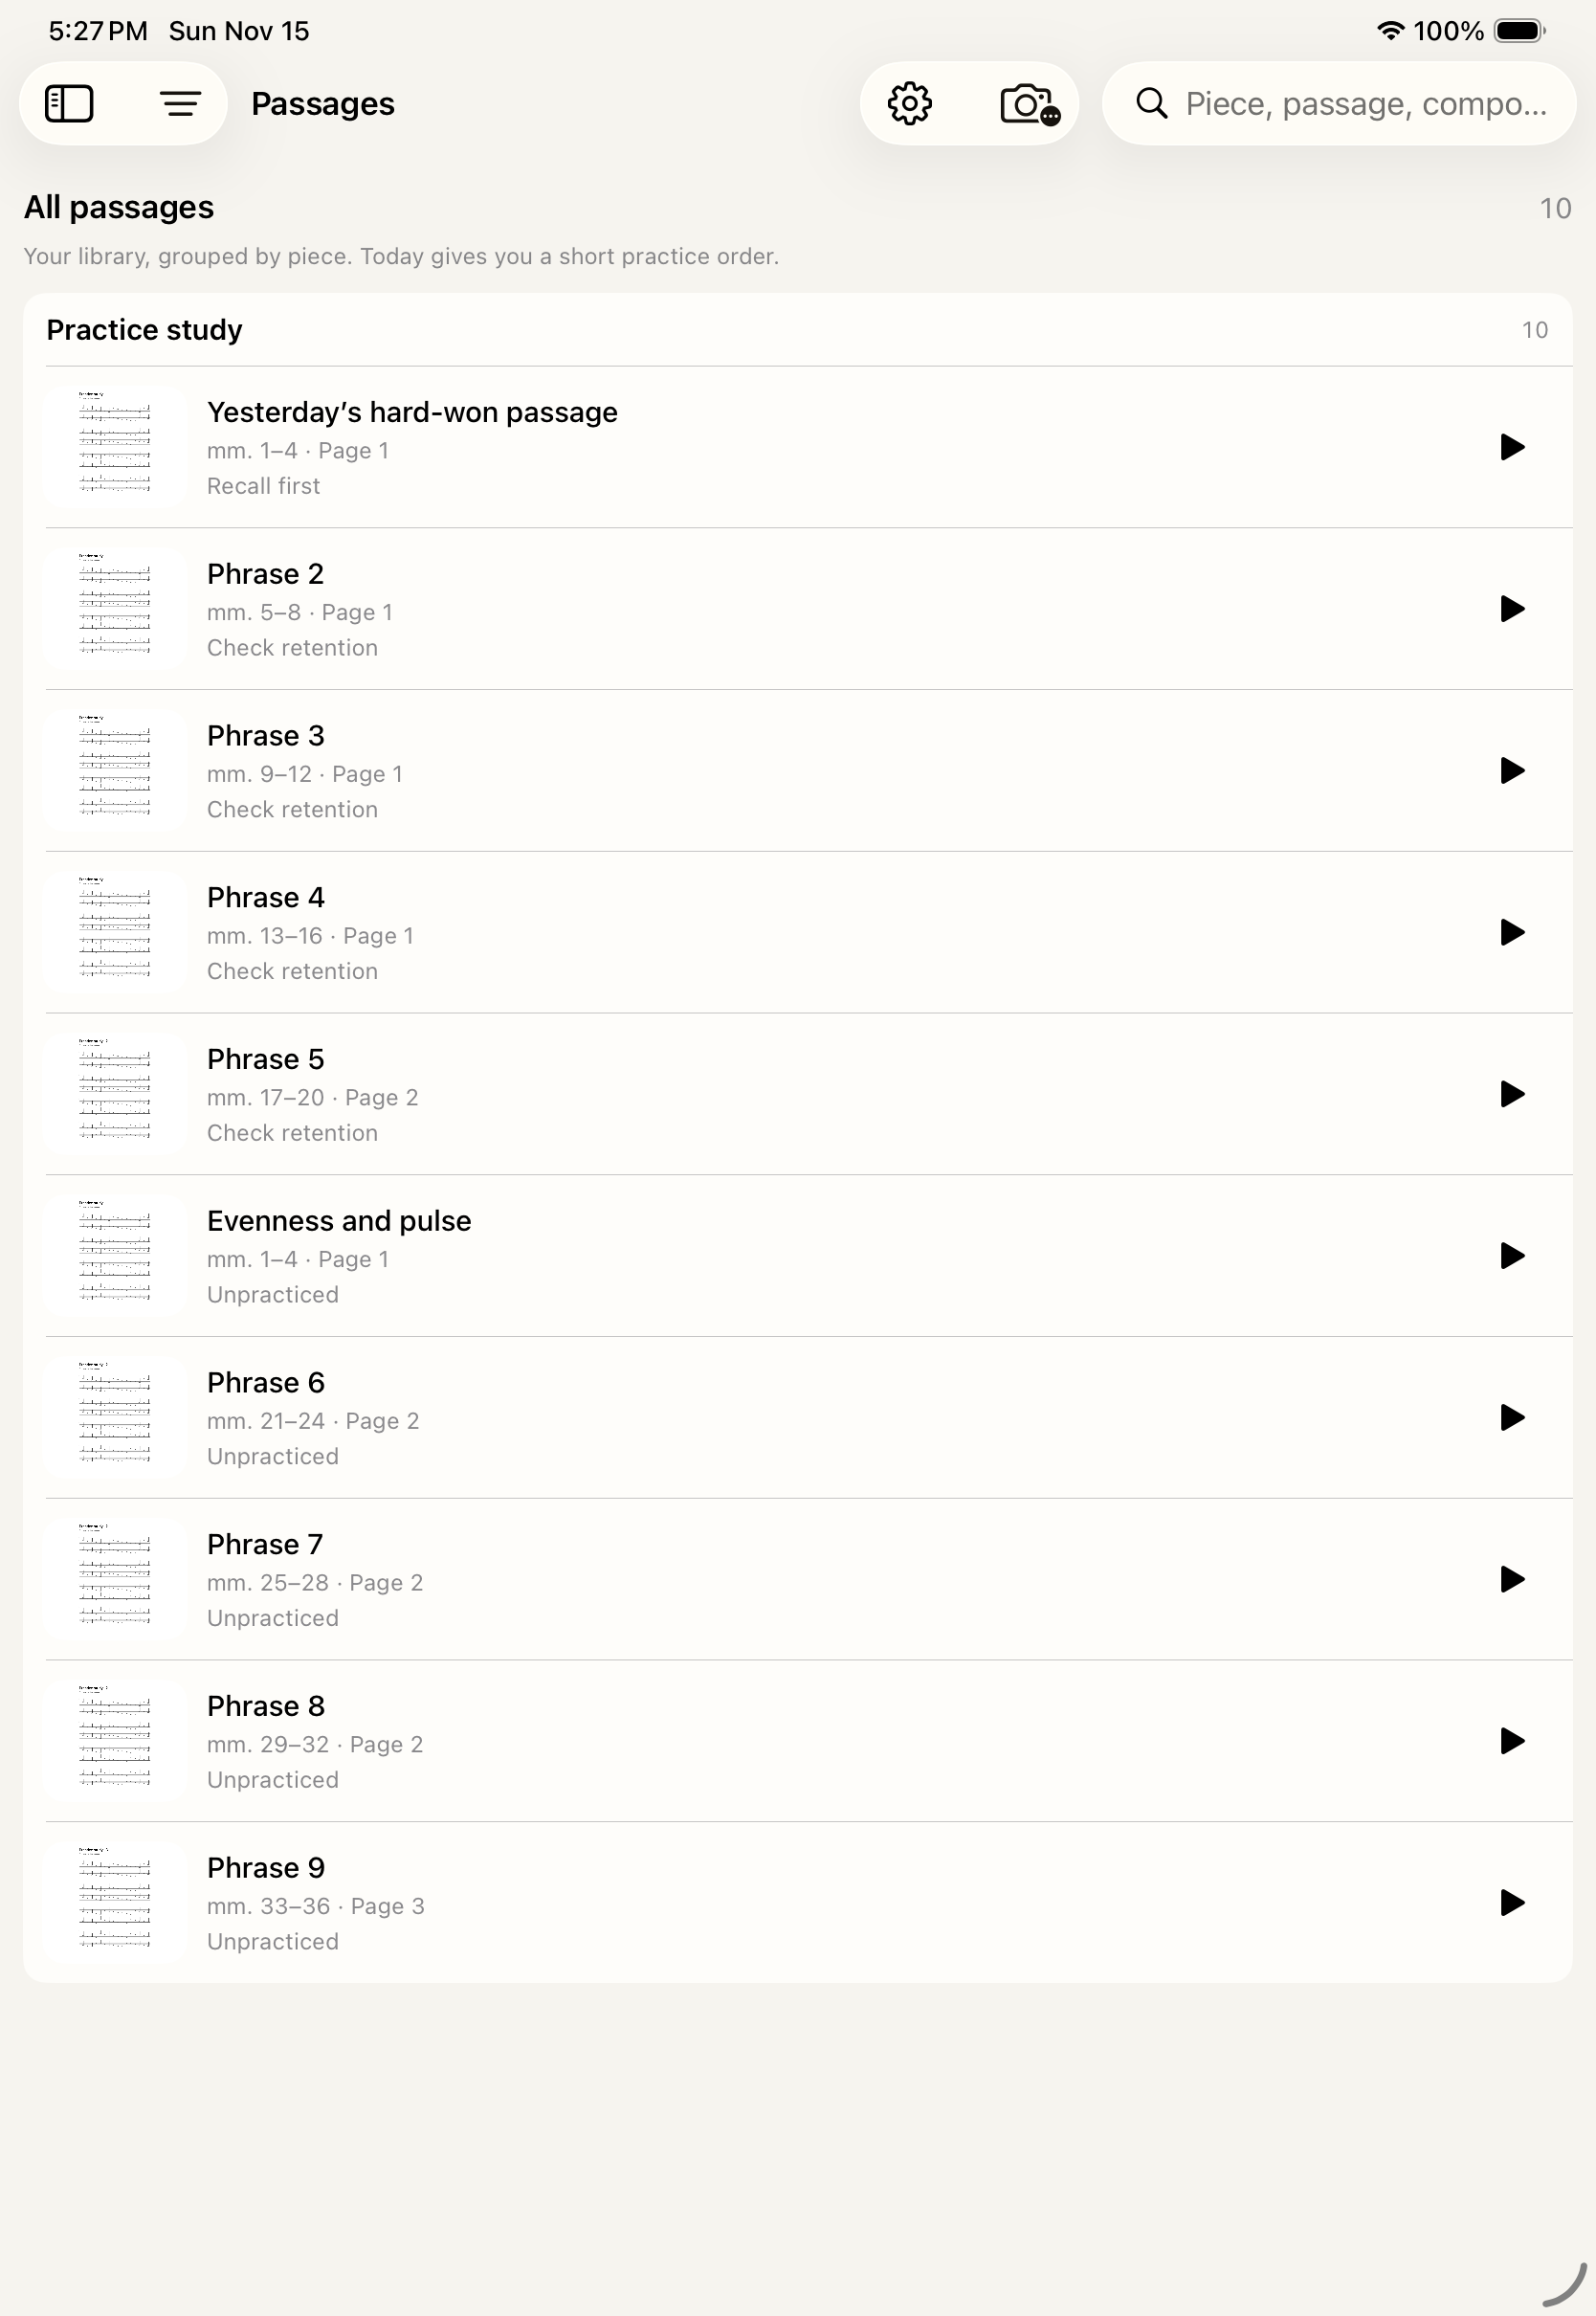 5:27 PM Sun Nov 15
100%
Passages
Piece, passage, compo...
All passages
10
Your library, grouped by piece. Today gives you a short practice order.
Practice study
10
Yesterday’s hard-won passage
mm. 1–4 · Page 1
Recall first
Phrase 2
mm. 5–8 · Page 1
Check retention
Phrase 3
mm. 9–12 · Page 1
Check retention
Phrase 4
mm. 13–16 · Page 1
Check retention
Phrase 5
mm. 17–20 · Page 2
Check retention
Evenness and pulse
mm. 1–4 · Page 1
Unpracticed
Phrase 6
mm. 21–24 · Page 2
Unpracticed
Phrase 7
mm. 25–28 · Page 2
Unpracticed
Phrase 8
mm. 29–32 · Page 2
Unpracticed
Phrase 9
mm. 33–36 · Page 3
Unpracticed